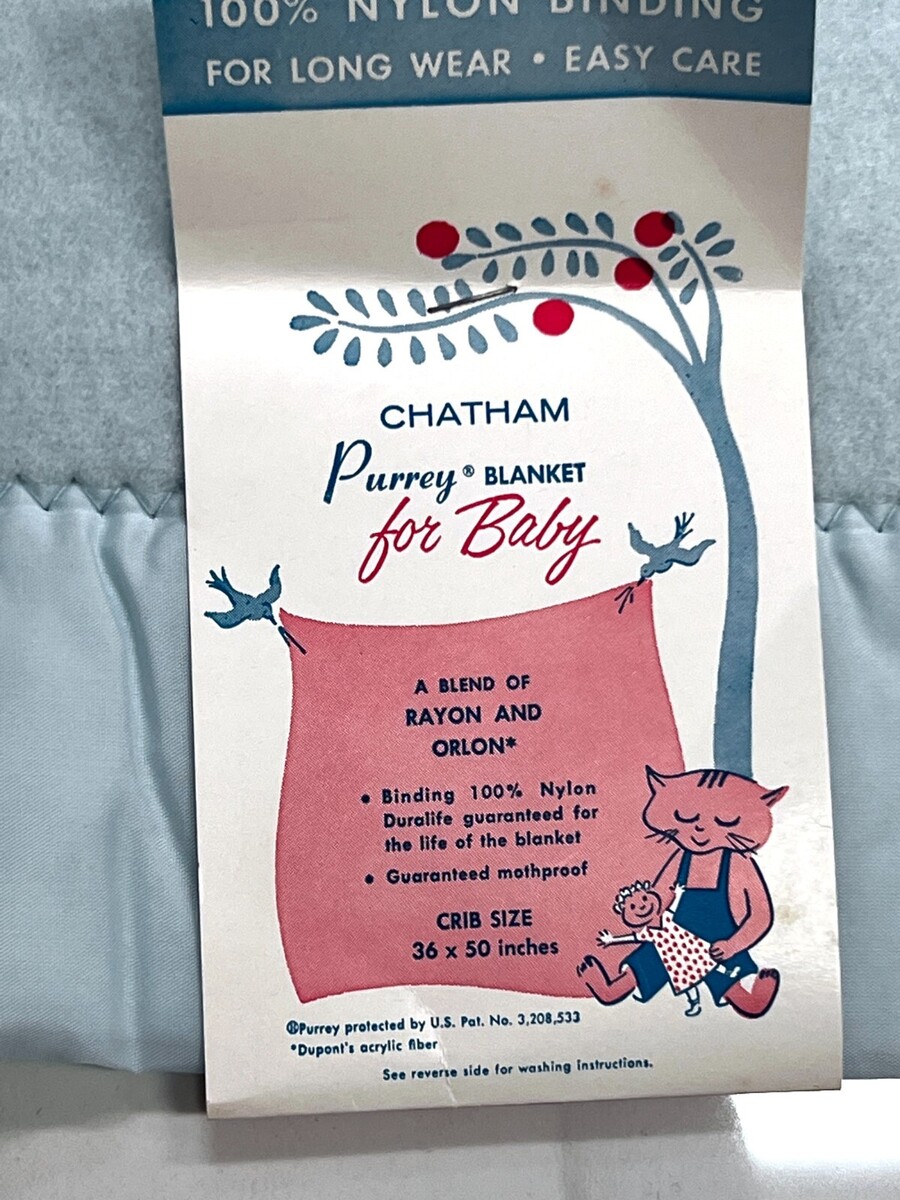 100% NYLON BINDING
FOR LONG WEAR • EASY CARE
CHATHAM
Purrey® BLANKET
for Baby
A BLEND OF
RAYON AND
ORLON*
• Binding 100% Nylon
Duralife guaranteed for
the life of the blanket
• Guaranteed mothproof
CRIB SIZE
36 x 50 inches
®Purrey protected by U.S. Pat. No. 3,208,533
*Dupont's acrylic fiber
See reverse side for washing instructions.